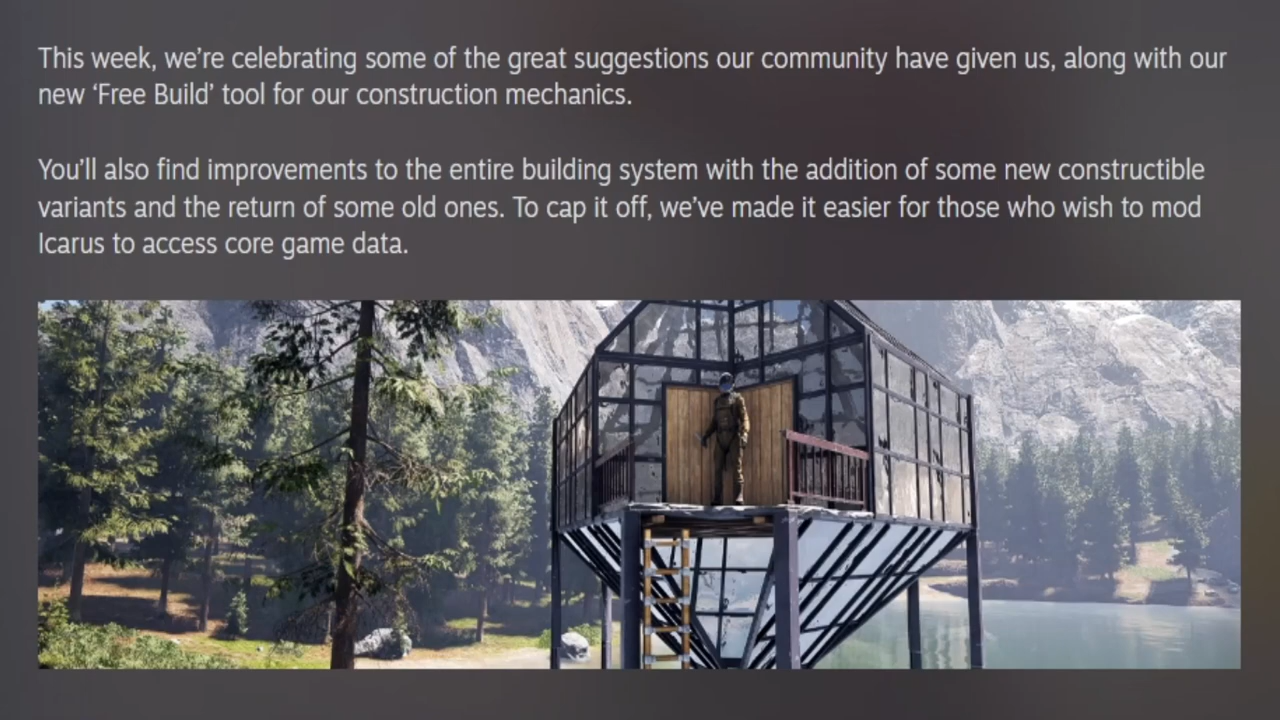 This week, we’re celebrating some of the great suggestions our community have given us, along with our
new ‘Free Build’ tool for our construction mechanics.
You’ll also find improvements to the entire building system with the addition of some new constructible
variants and the return of some old ones. To cap it off, we’ve made it easier for those who wish to mod
Icarus to access core game data.